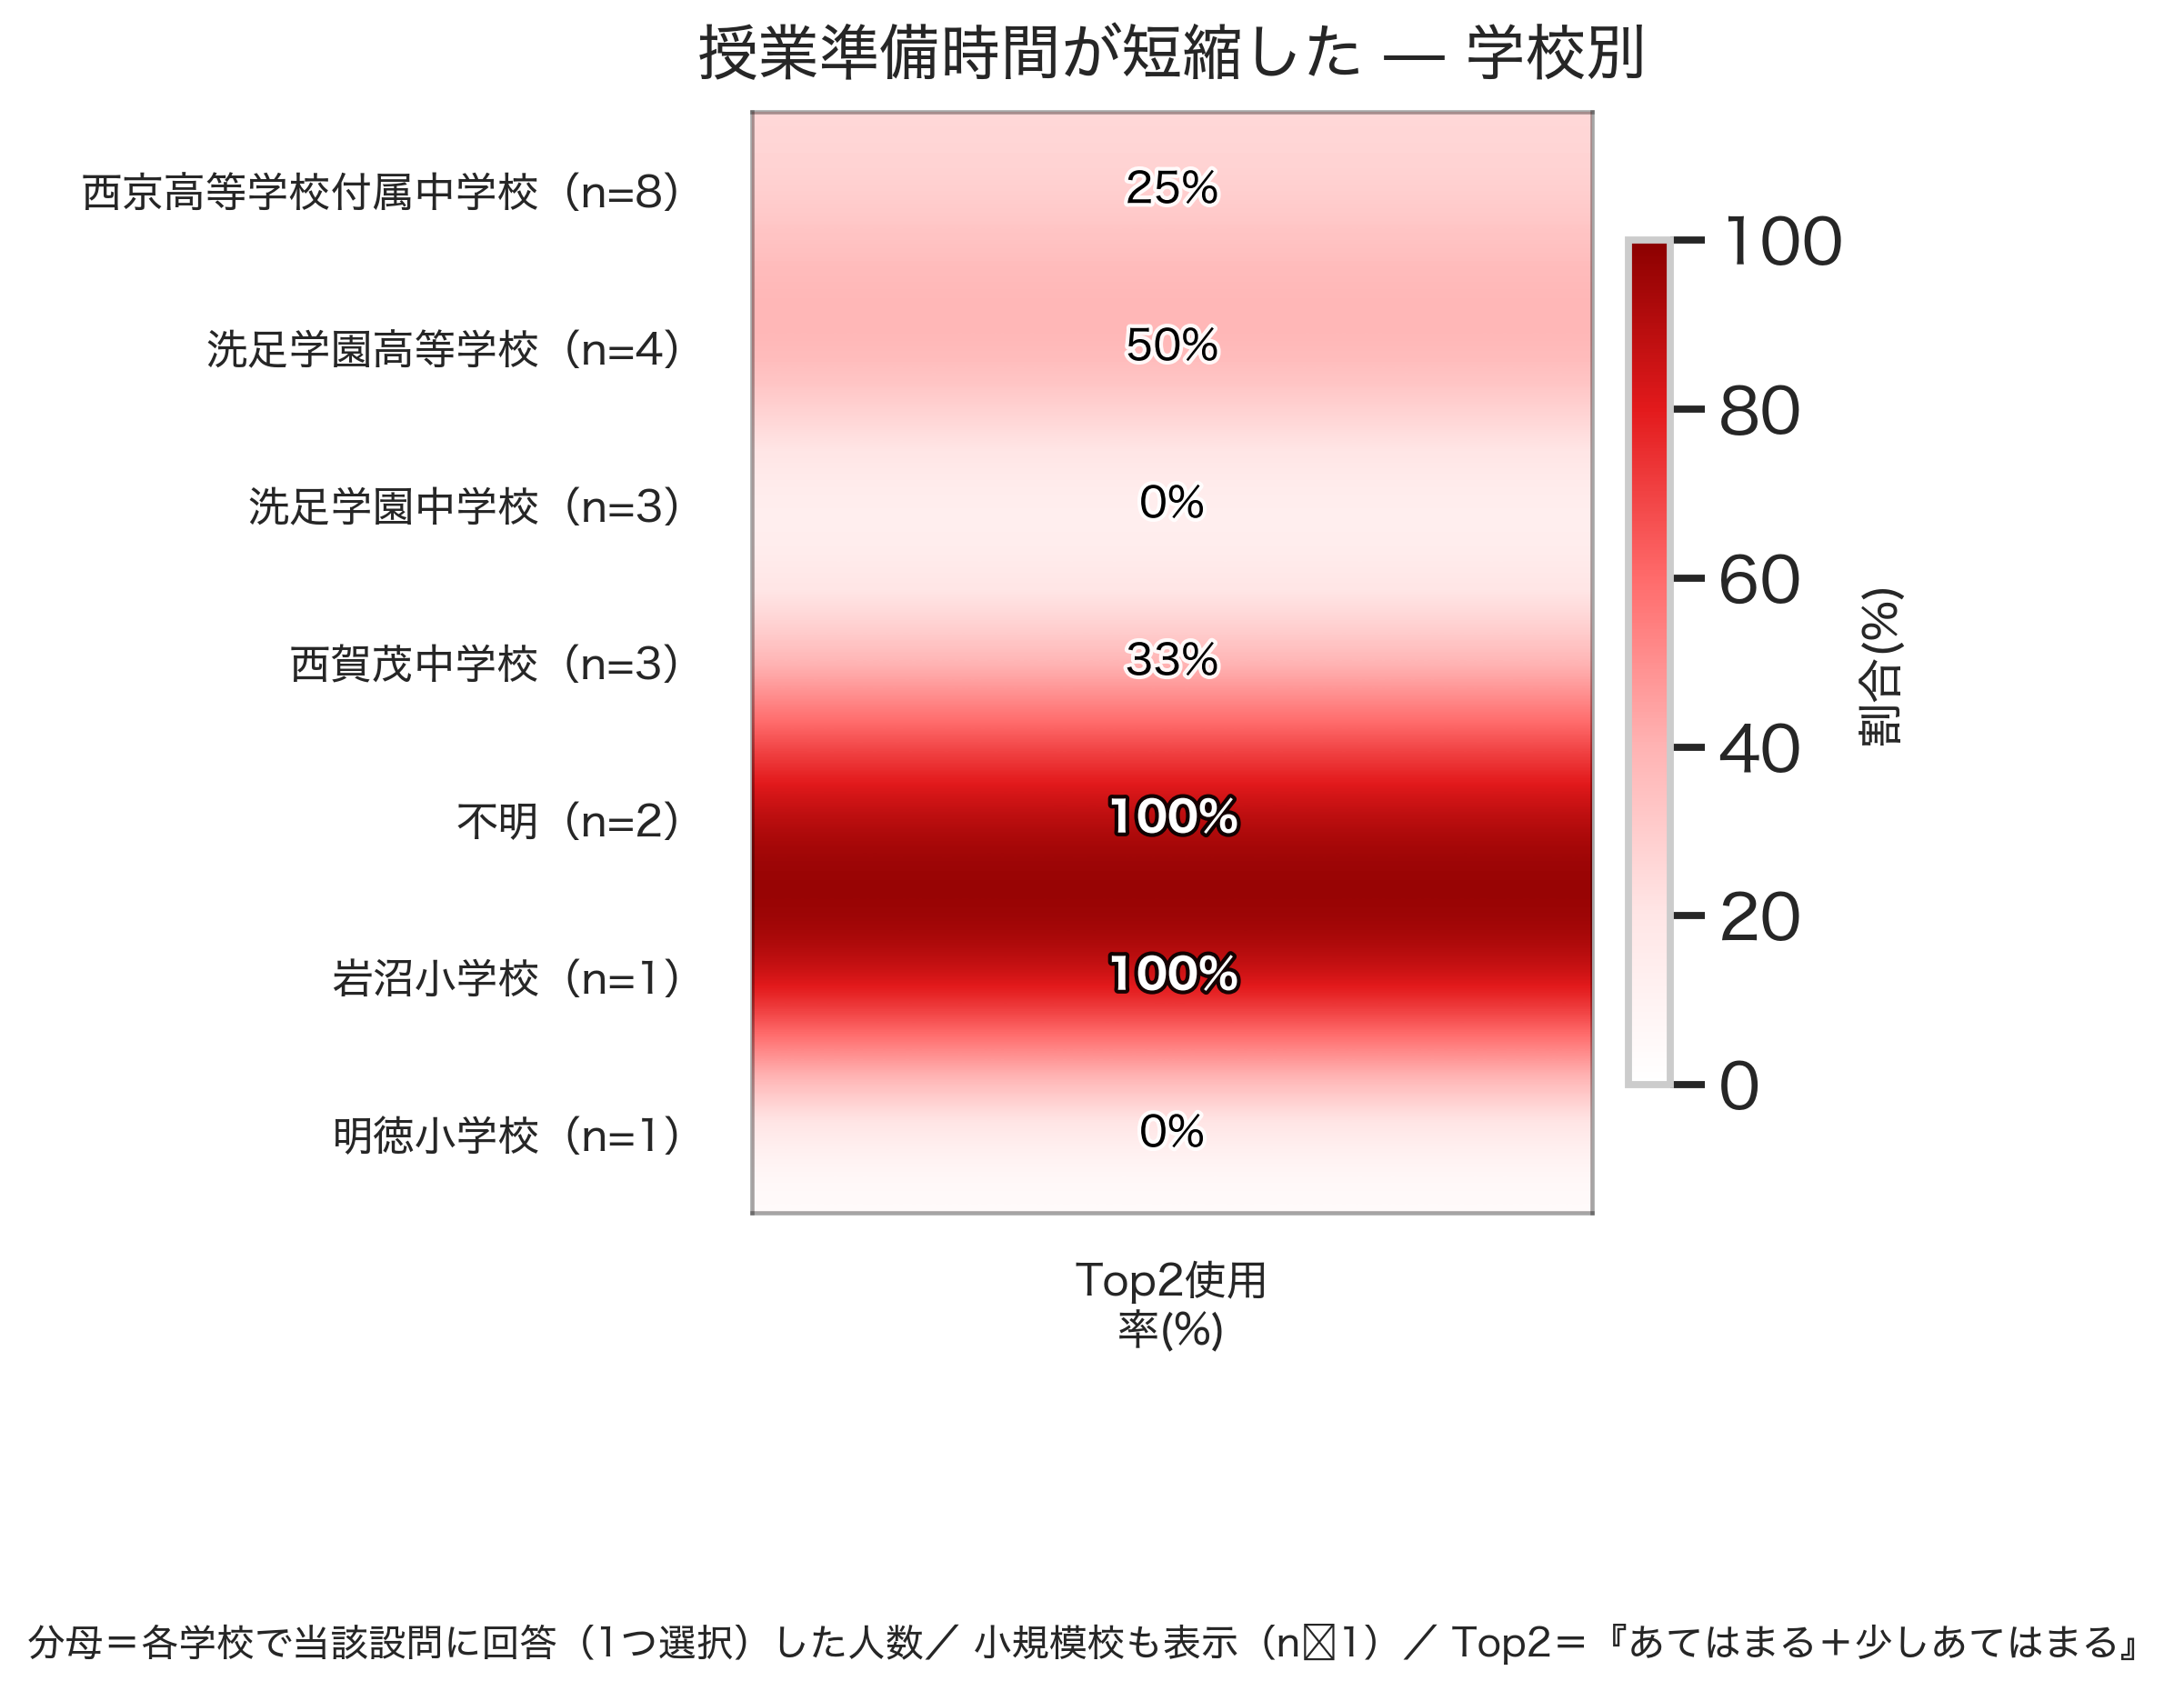 授業準備時間が短縮した — 学校別
西京高等学校付属中学校（n=8）
25%
洗足学園高等学校（n=4）
50%
洗足学園中学校（n=3）
0%
西賀茂中学校（n=3）
33%
不明（n=2）
100%
岩沼小学校（n=1）
100%
明徳小学校（n=1）
0%
100
80
60
40
20
0
割合(%)
Top2使用
率(%)
分母＝各学校で当該設問に回答（1つ選択）した人数／ 小規模校も表示（n□1）／ Top2＝『あてはまる＋少しあてはまる』